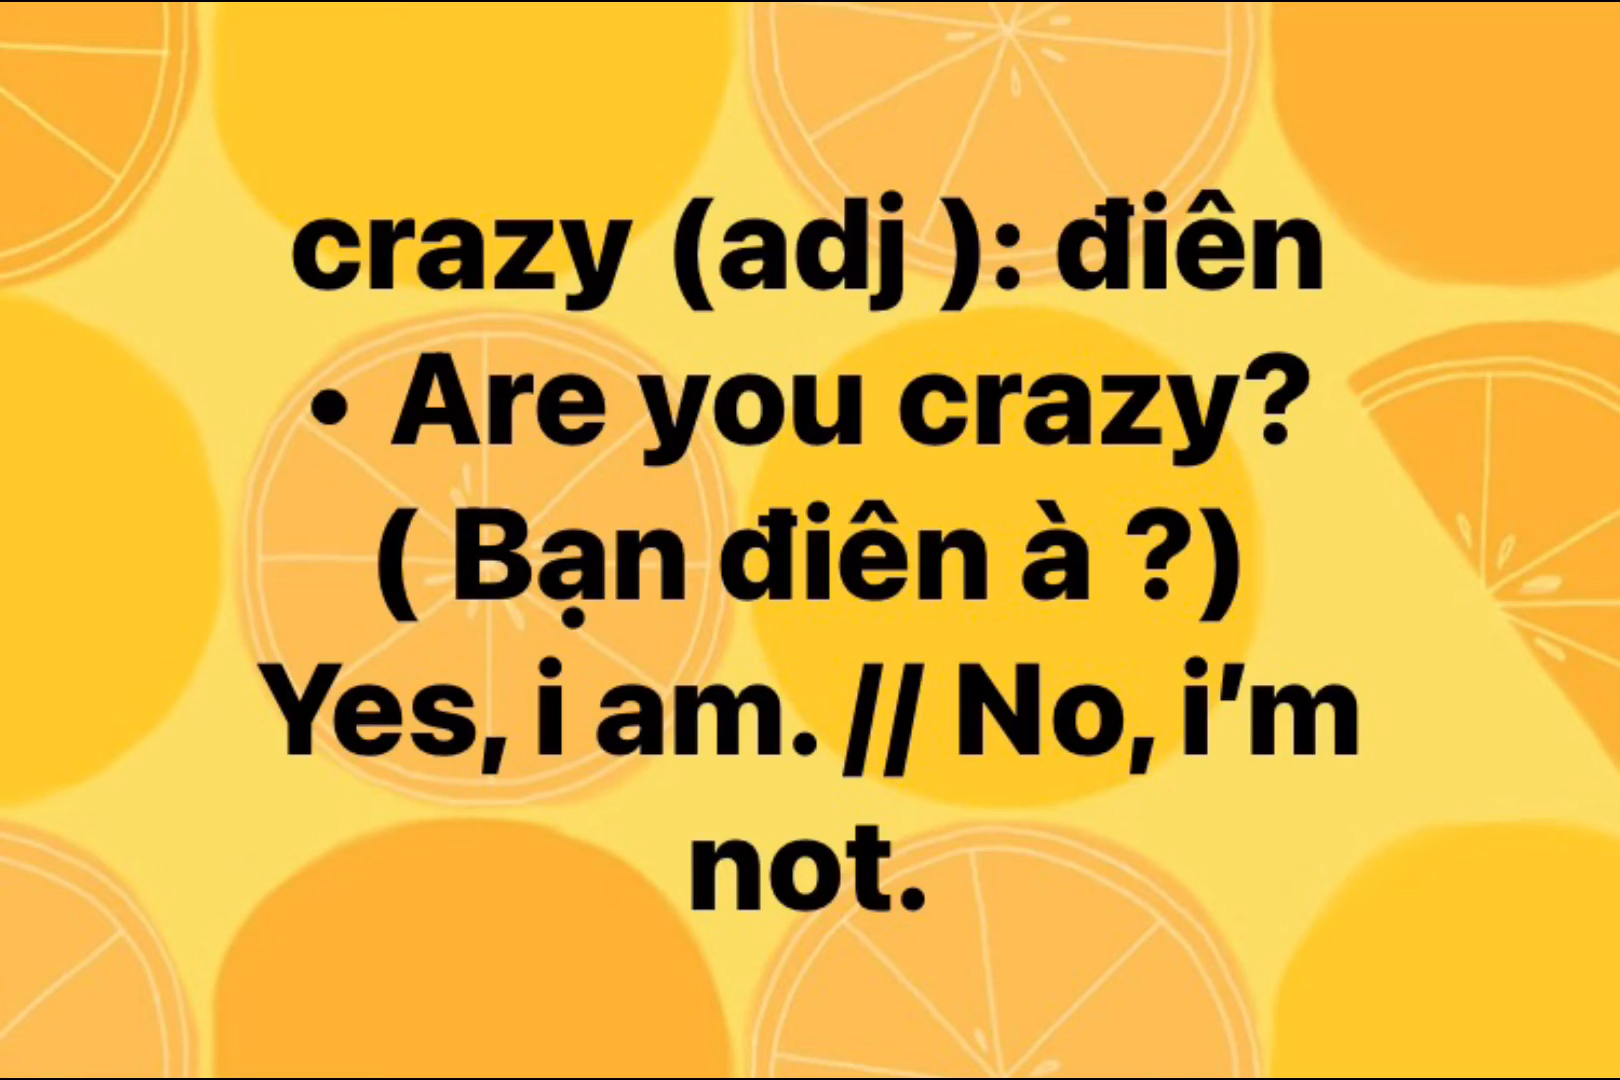 crazy (adj ): điên
• Are you crazy?
( Bạn điên à ?)
Yes, i am. // No, i’m
not.